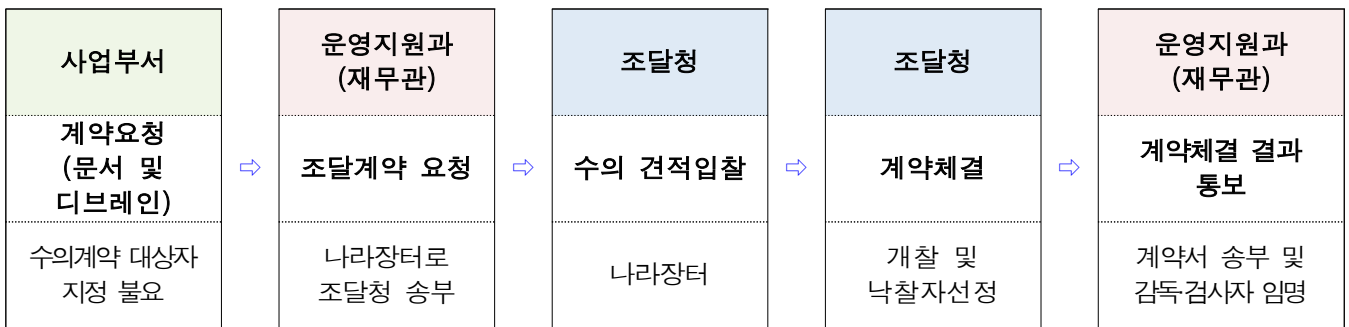 사업부서
계약요청
(문서 및
디브레인)
수의계약 대상자
지정 불요
⇨
운영지원과
(재무관)
조달계약 요청
나라장터로
조달청 송부
⇨
조달청
수의 견적입찰
나라장터
⇨
조달청
계약체결
개찰 및
낙찰자선정
⇨
운영지원과
(재무관)
계약체결 결과
통보
계약서 송부 및
감독·검사자 임명